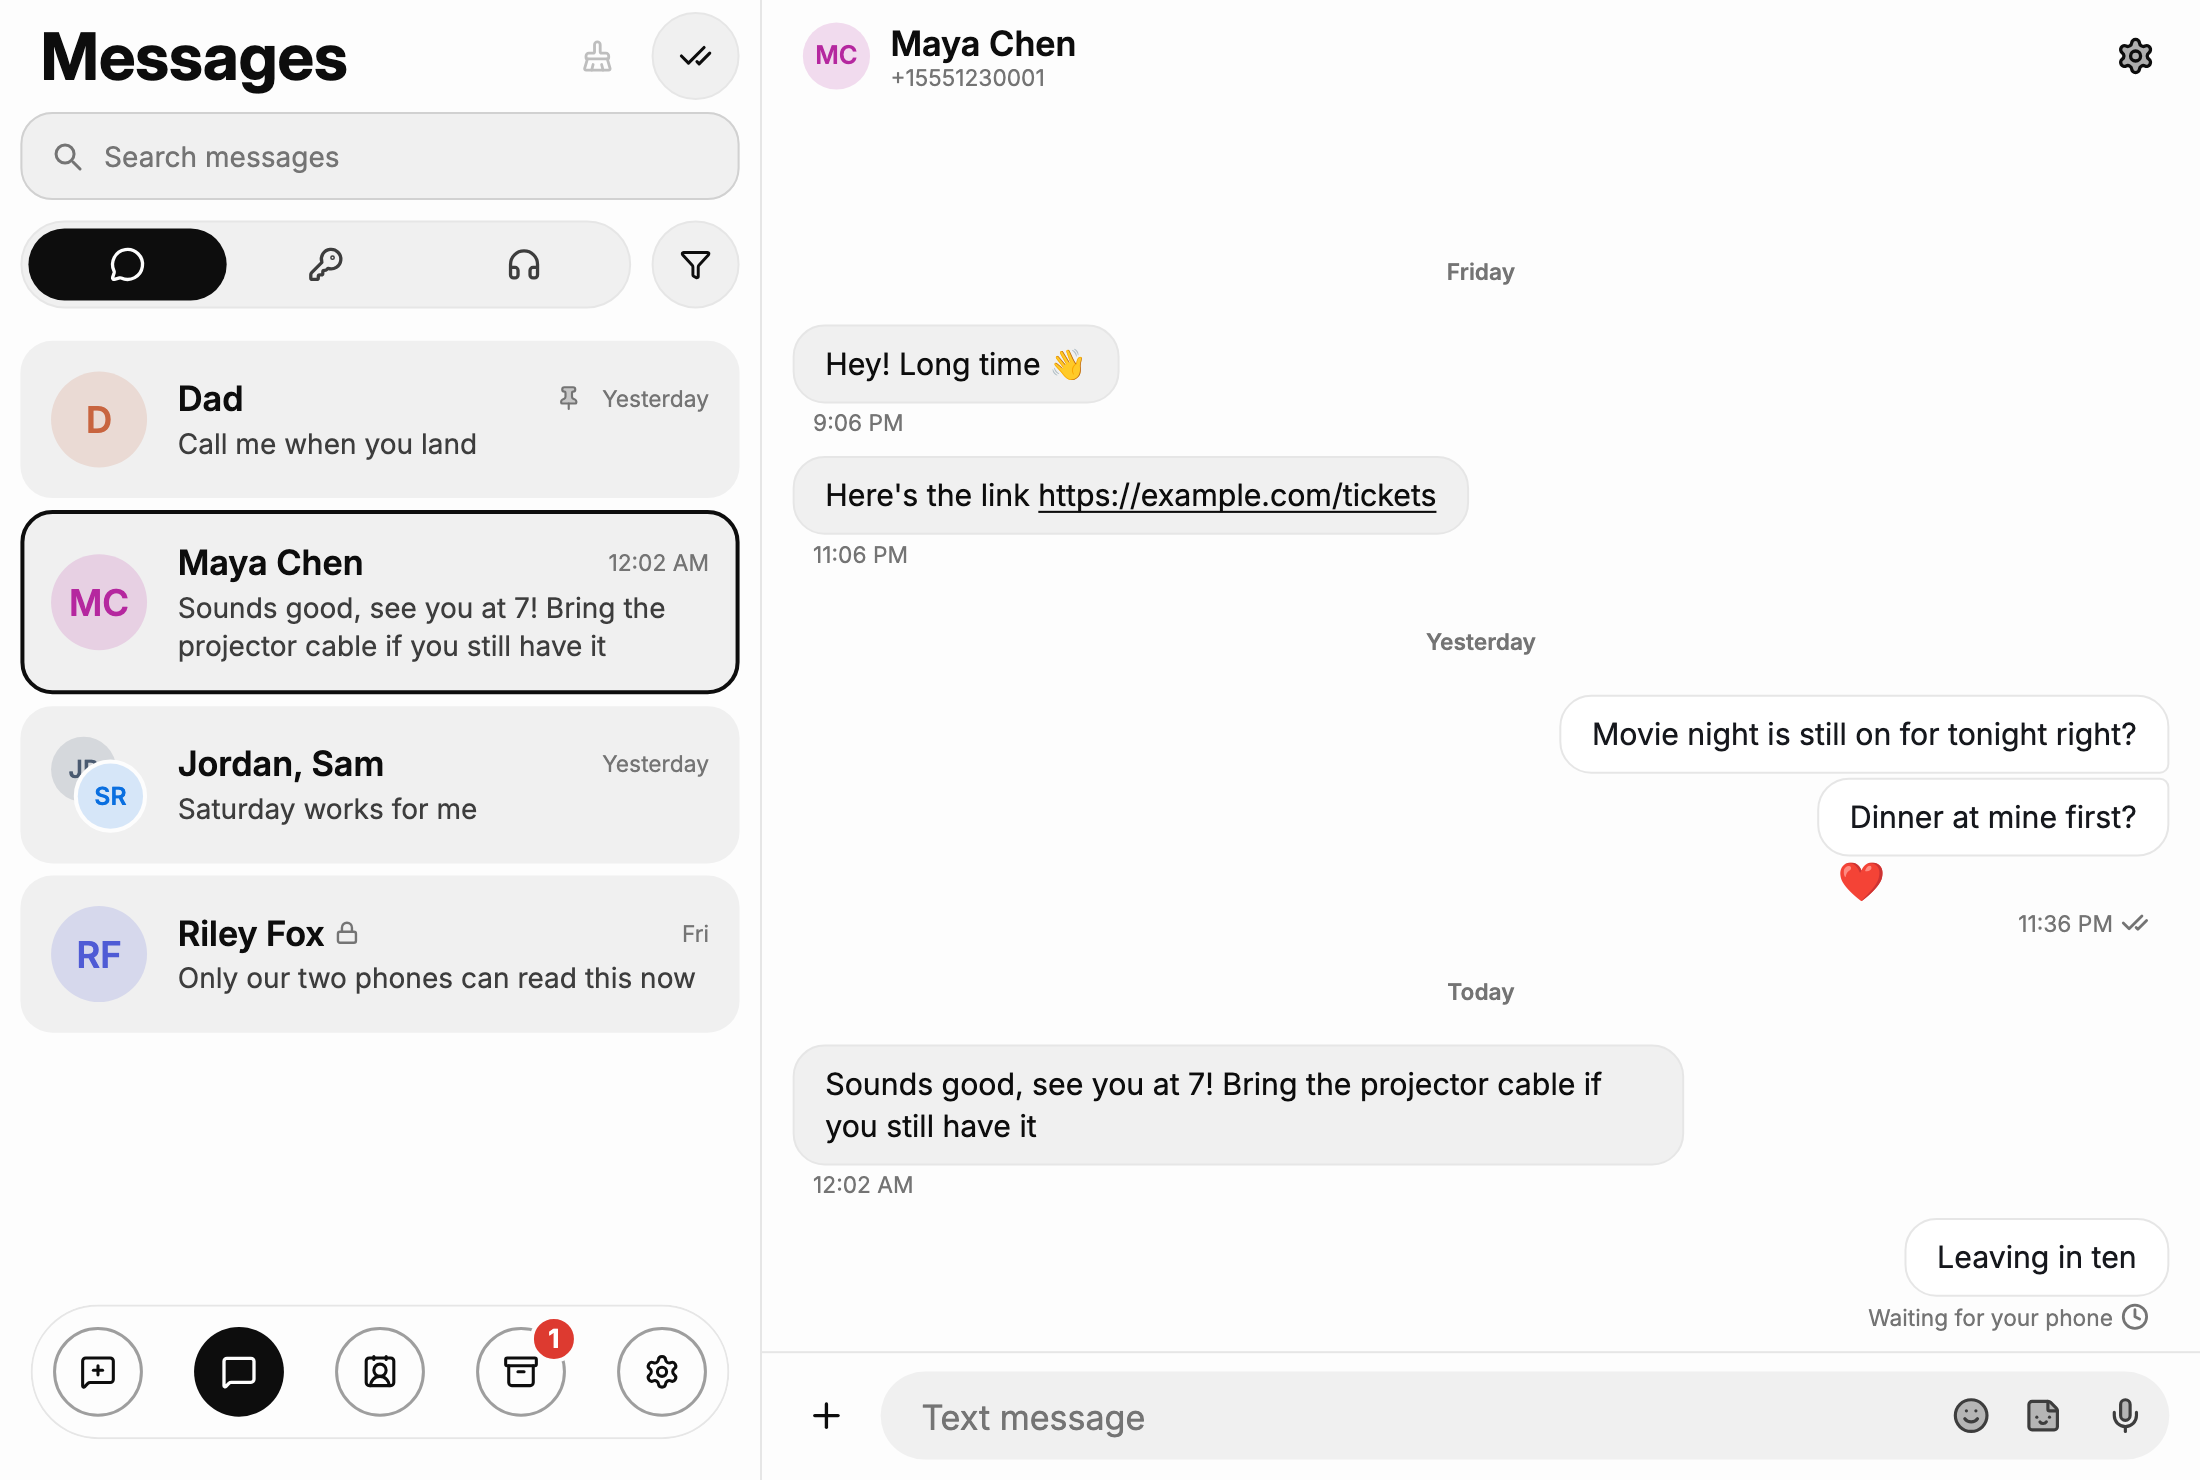 Messages
Search messages
Dad
Yesterday
Call me when you land
MC
Maya Chen
12:02 AM
Sounds good, see you at 7! Bring the
projector cable if you still have it
SR
Jordan, Sam
Yesterday
Saturday works for me
RF
Riley Fox
Fri
Only our two phones can read this now
D
1
MC
Maya Chen
+15551230001
Friday
Hey! Long time 👋
9:06 PM
Here's the link https://example.com/tickets
11:06 PM
Yesterday
Movie night is still on for tonight right?
Dinner at mine first?
❤️
11:36 PM
Today
Sounds good, see you at 7! Bring the projector cable if
you still have it
12:02 AM
Leaving in ten
Waiting for your phone
Text message